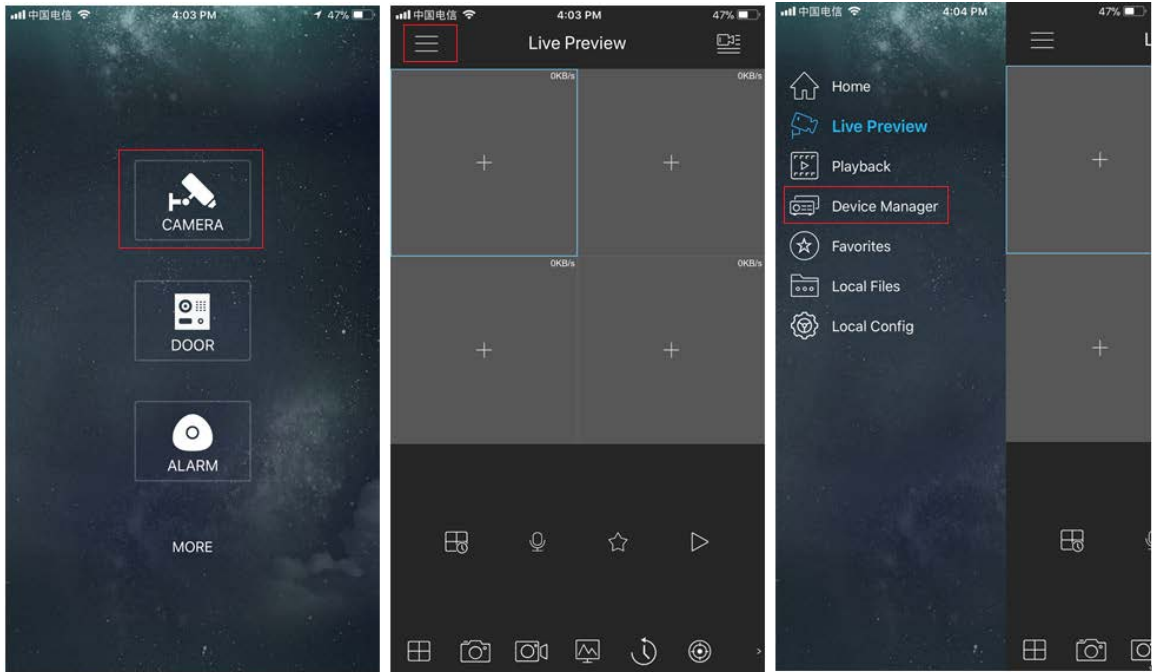 中国电信 4:03 PM 47%
CAMERA
DOOR
ALARM
MORE
中国电信 4:03 PM 47%
Live Preview
0KB/s 0KB/s
0KB/s 0KB/s
中国电信 4:04 PM 47%
Home
Live Preview
Playback
Device Manager
Favorites
Local Files
Local Config
L